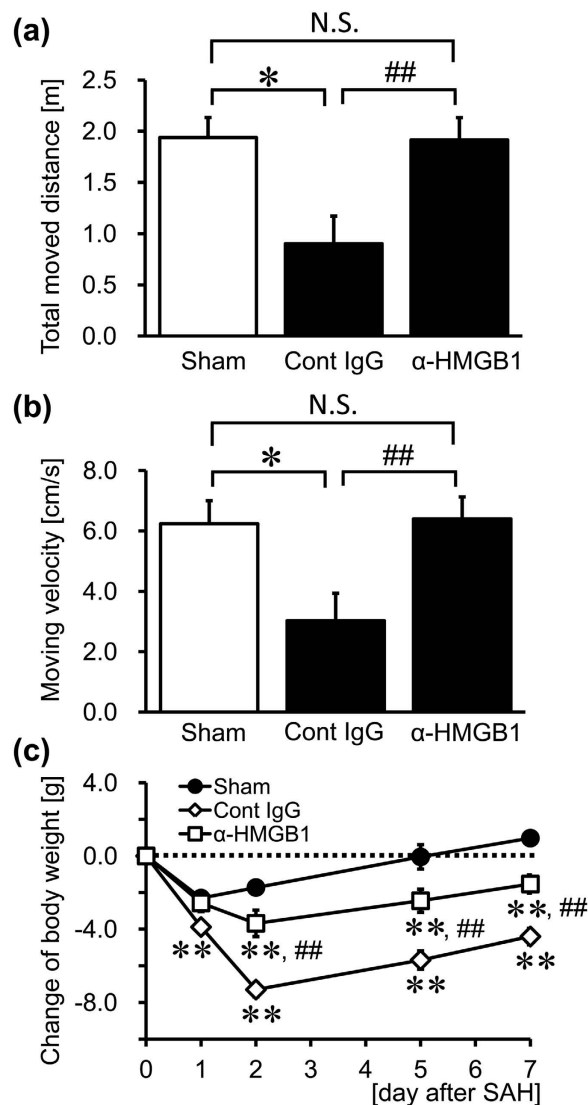 (a)
N.S.
* ##
Total moved distance [m]
2.5
2.0
1.5
1.0
0.5
0.0
Sham Cont IgG α-HMGB1
(b)
N.S.
* ##
Moving velocity [cm/s]
8.0
6.0
4.0
2.0
0.0
Sham Cont IgG α-HMGB1
(c)
Change of body weight [g]
4.0
0.0
-4.0
-8.0
Sham
Cont IgG
α-HMGB1
** **, ## **, ## **, ##
** ** **
0 1 2 3 4 5 6 7
[day after SAH]